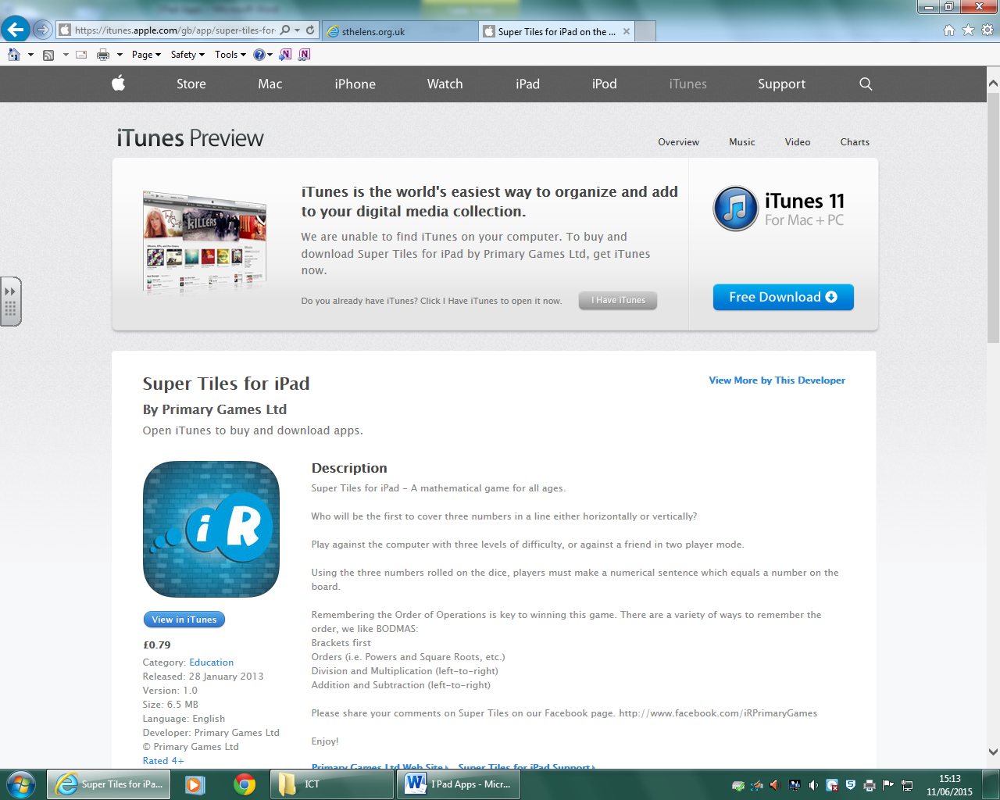 https://itunes.apple.com/gb/app/super-tiles-for-
sthelens.org.uk
Super Tiles for iPad on the ...
Page
Safety
Tools
Store
Mac
iPhone
Watch
iPad
iPod
iTunes
Support
iTunes Preview
Overview
Music
Video
Charts
iTunes is the world's easiest way to organize and add
to your digital media collection.
We are unable to find iTunes on your computer. To buy and
download Super Tiles for iPad by Primary Games Ltd, get iTunes
now.
Do you already have iTunes? Click I Have iTunes to open it now.
I Have iTunes
KILLERS
iTunes 11
For Mac + PC
Free Download
Super Tiles for iPad
View More by This Developer
By Primary Games Ltd
Open iTunes to buy and download apps.
iR
View in iTunes
£0.79
Category: Education
Released: 28 January 2013
Version: 1.0
Size: 6.5 MB
Language: English
Developer: Primary Games Ltd
© Primary Games Ltd
Rated 4+
Description
Super Tiles for iPad - A mathematical game for all ages.
Who will be the first to cover three numbers in a line either horizontally or vertically?
Play against the computer with three levels of difficulty, or against a friend in two player mode.
Using the three numbers rolled on the dice, players must make a numerical sentence which equals a number on the
board.
Remembering the Order of Operations is key to winning this game. There are a variety of ways to remember the
order, we like BODMAS:
Brackets first
Orders (i.e. Powers and Square Roots, etc.)
Division and Multiplication (left-to-right)
Addition and Subtraction (left-to-right)
Please share your comments on Super Tiles on our Facebook page. http://www.facebook.com/iRPrimaryGames
Enjoy!
Primary Games Ltd Web Site
Super Tiles for iPad Support
Super Tiles for iPa...
ICT
I Pad Apps - Micr...
15:13
11/06/2015